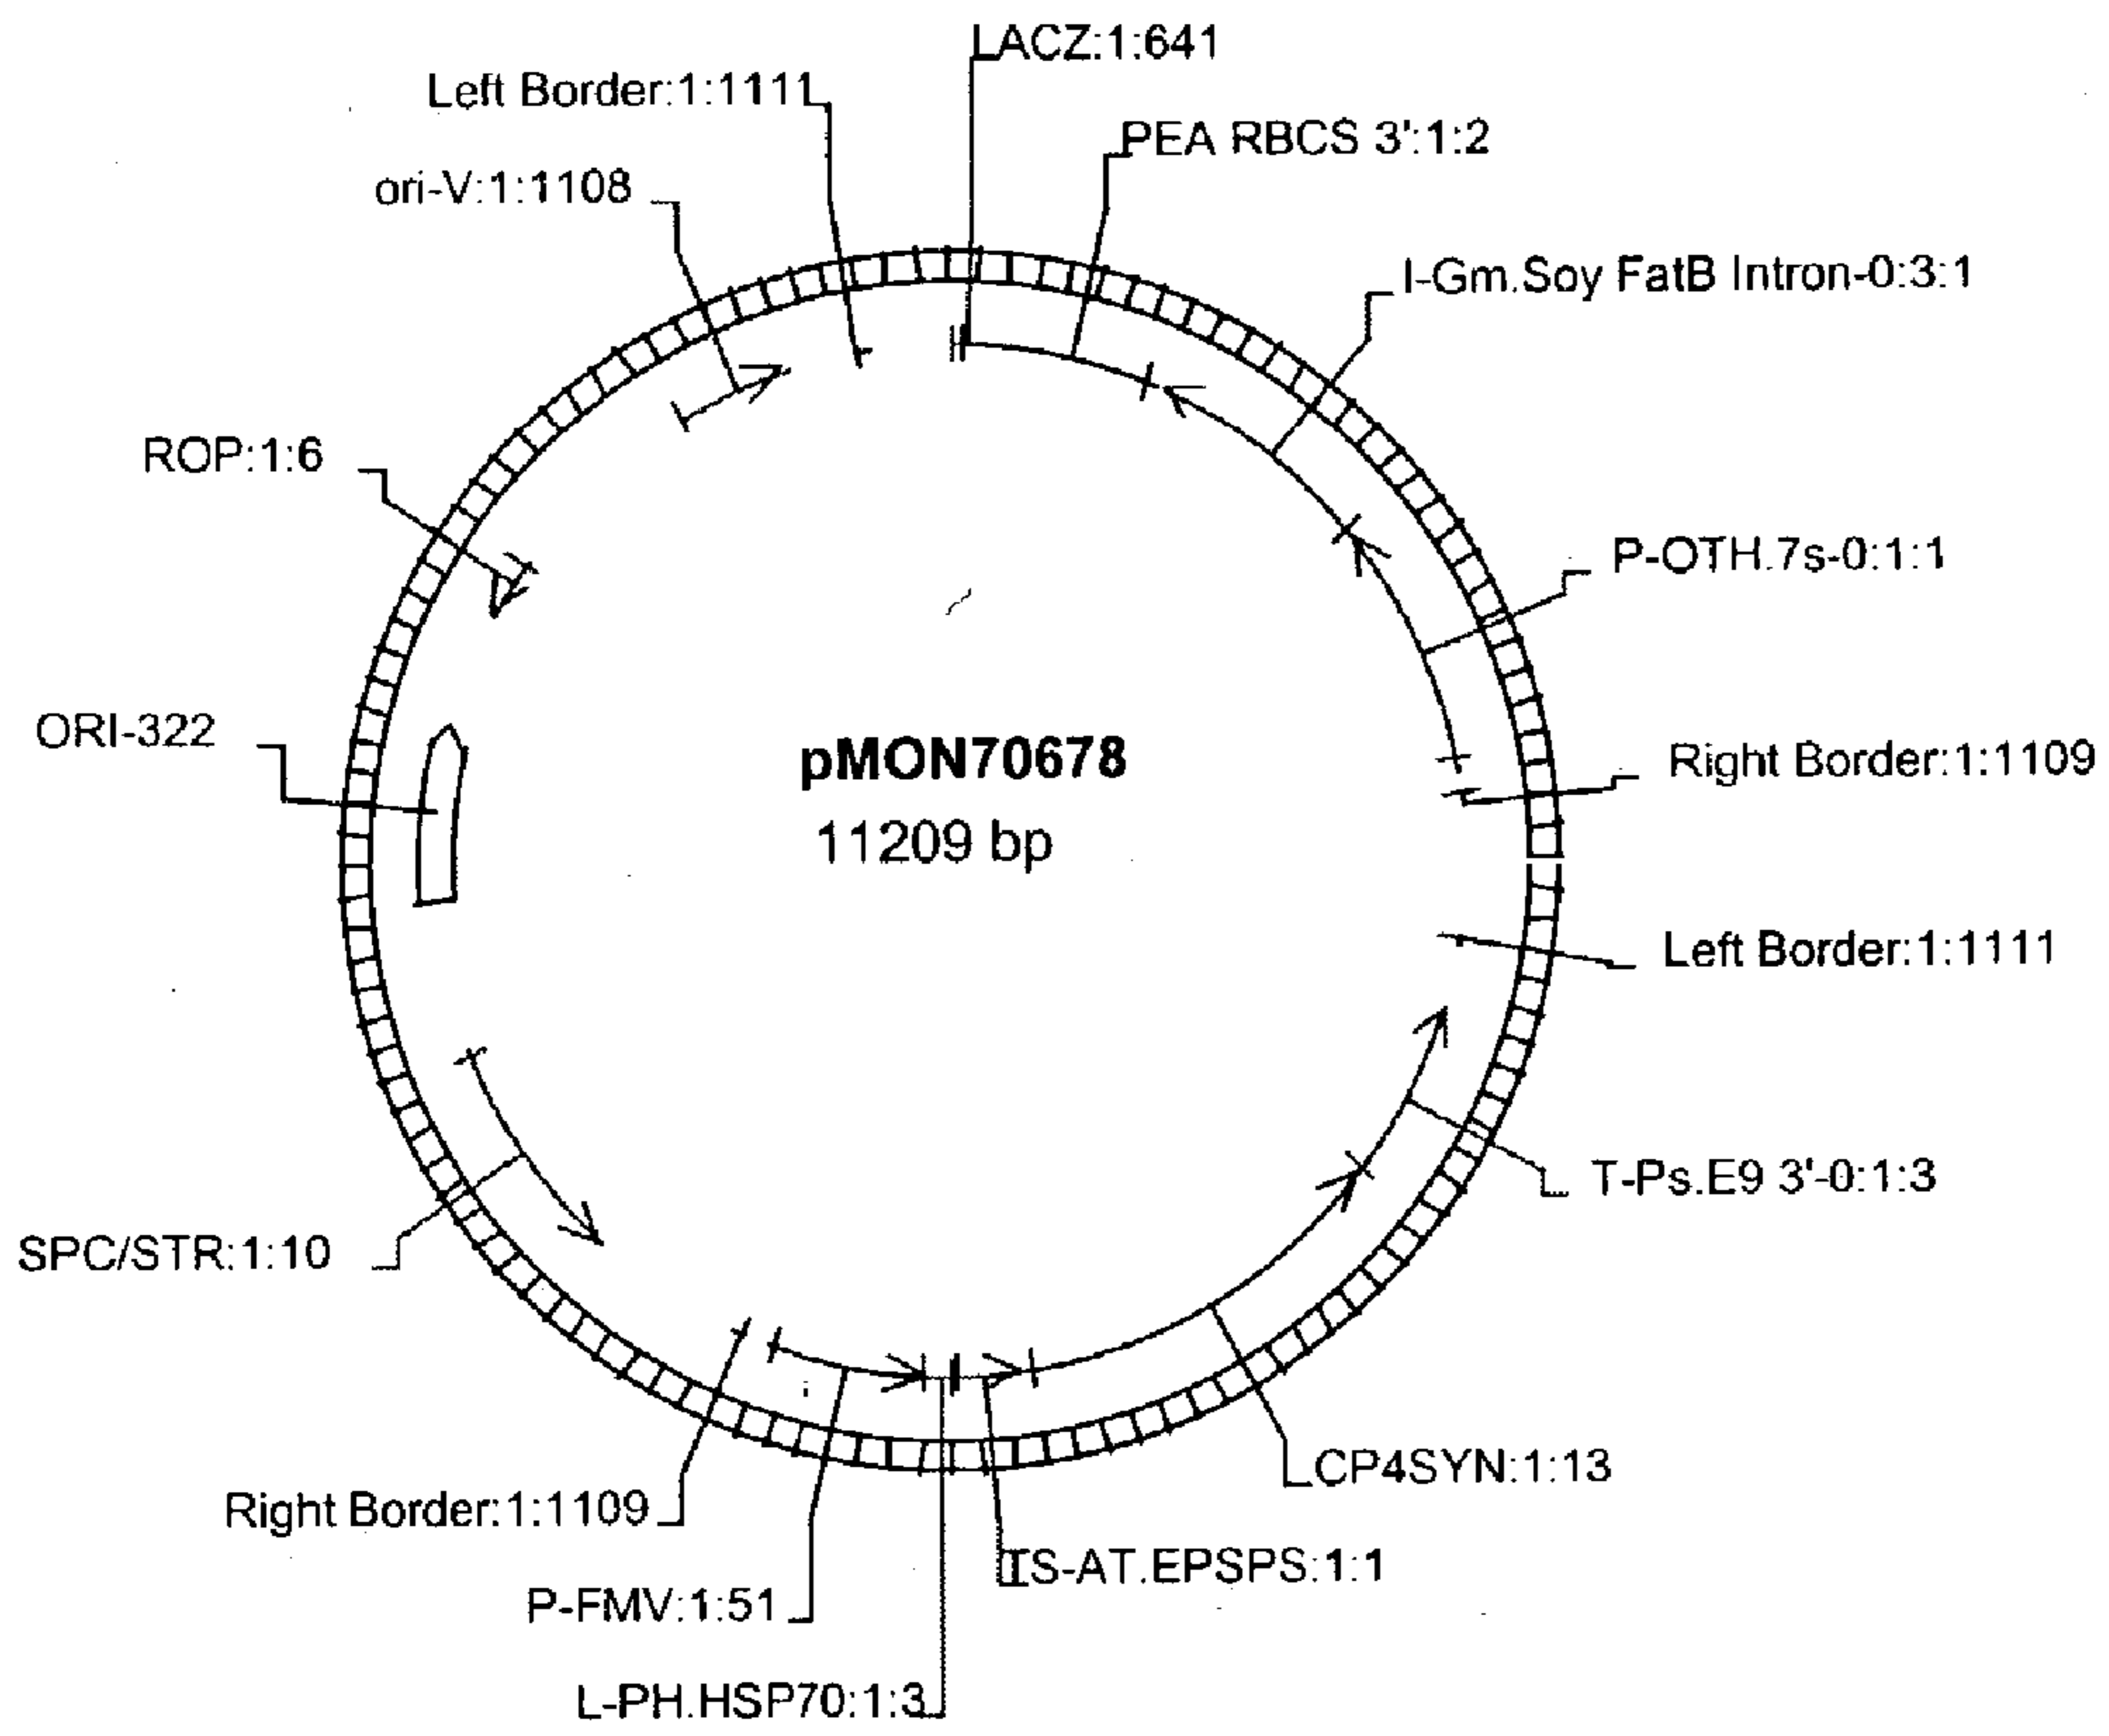 LACZ:1:641
Left Border:1:1111
PEA RBCS 3':1:2
ori-V:1:1108
I-Gm.Soy FatB Intron-0:3:1
ROP:1:6
P-OTH.7s-0:1:1
ORI-322
pMON70678
11209 bp
Right Border:1:1109
Left Border:1:1111
T-Ps.E9 3'-0:1:3
SPC/STR:1:10
CP4SYN:1:13
Right Border:1:1109
TS-AT.EPSPS:1:1
P-FMV:1:51
L-PH.HSP70:1:3